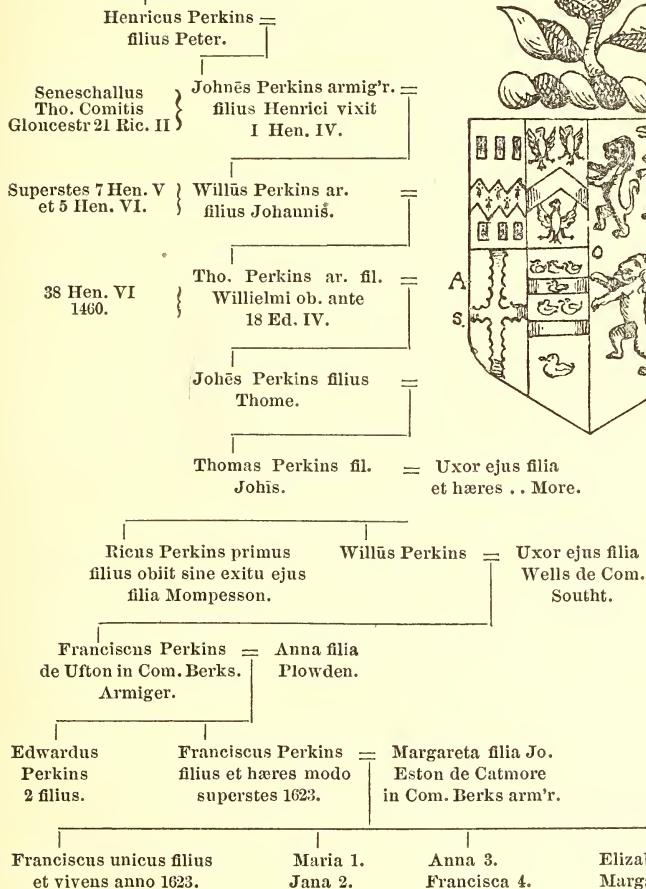 Henricus Perkins =
filius Peter.
Seneschallus
Tho. Comitis
Gloucestr 21 Ric. II
Johnēs Perkins armig'r. =
filius Henrici vixit
I Hen. IV.
Superstes 7 Hen. V
et 5 Hen. VI.
Willūs Perkins ar. =
filius Johannis.
38 Hen. VI
1460.
Tho. Perkins ar. fil. =
Willielmi ob. ante
18 Ed. IV.
A.
S.
O
Johēs Perkins filius =
Thome.
Thomas Perkins fil. =
Johīs.
Uxor ejus filia
et hæres . . More.
Ricus Perkins primus
filius obiit sine exitu ejus
filia Mompesson.
Willūs Perkins =
Uxor ejus filia
Wells de Com.
Southt.
Franciscus Perkins =
de Ufton in Com. Berks.
Armiger.
Anna filia
Plowden.
Edwardus
Perkins
2 filius.
Franciscus Perkins =
filius et hæres modo
superstes 1623.
Margareta filia Jo.
Eston de Catmore
in Com. Berks arm'r.
Franciscus unicus filius
et vivens anno 1623.
Maria 1.
Jana 2.
Anna 3.
Francisca 4.
Eliza
Marg